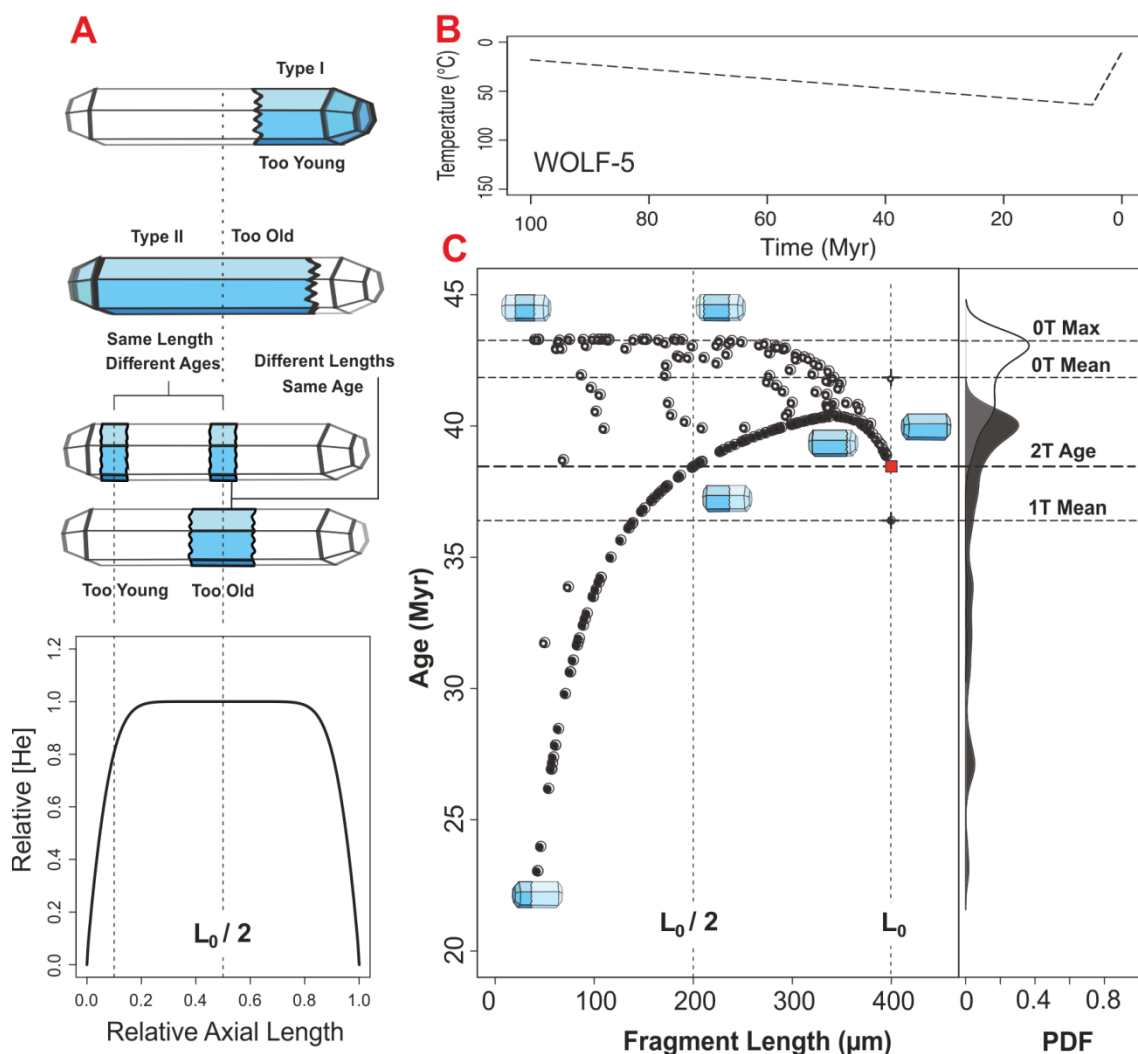 A
Type I
Too Young
Type II
Too Old
Same Length
Different Ages
Different Lengths
Same Age
Too Young
Too Old
Relative [He]
0.0
0.2
0.4
0.6
0.8
1.0
1.2
L0 / 2
0.0 0.2 0.4 0.6 0.8 1.0
Relative Axial Length
B
Temperature (°C)
0
50
100
150
WOLF-5
100 80 60 40 20 0
Time (Myr)
C
Age (Myr)
45
40
35
30
25
20
0T Max
0T Mean
2T Age
1T Mean
L0 / 2
L0
0 100 200 300 400
Fragment Length (µm)
0 0.4 0.8
PDF